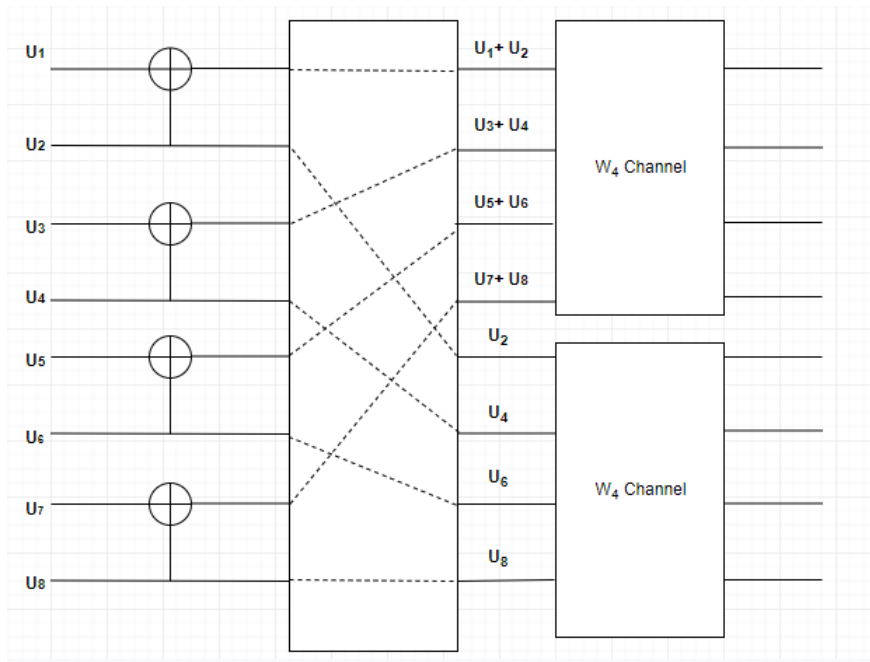 U1
U2
U3
U4
U5
U6
U7
U8
U1+ U2
U3+ U4
U5+ U6
U7+ U8
U2
U4
U6
U8
W4 Channel
W4 Channel